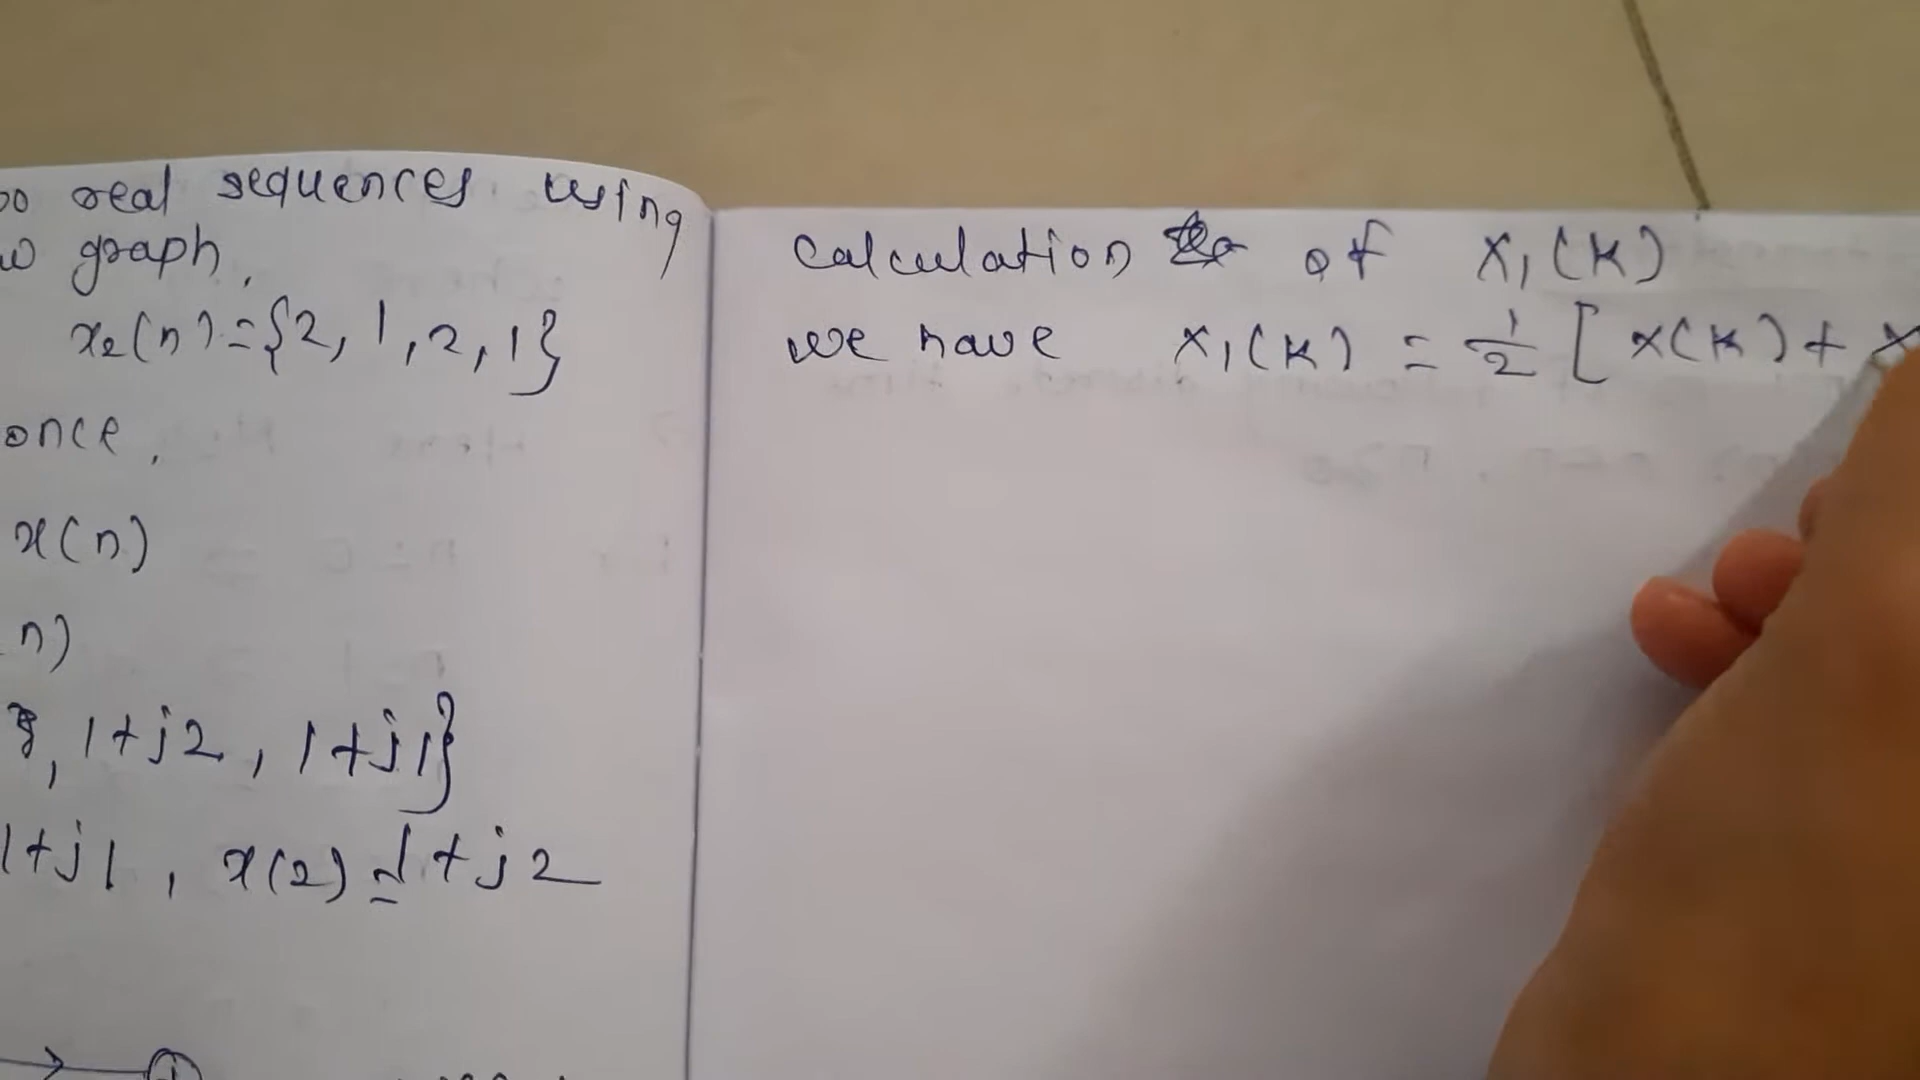 real sequences using
graph,
x2(n) = {2, 1, 2, 1}
once,
x(n)
n)
, 1+j2, 1+j1}
1+j1, x(2) = 1+j2
Calculation of X1(K)
we have X1(K) = 1/2 [ X(K) + X